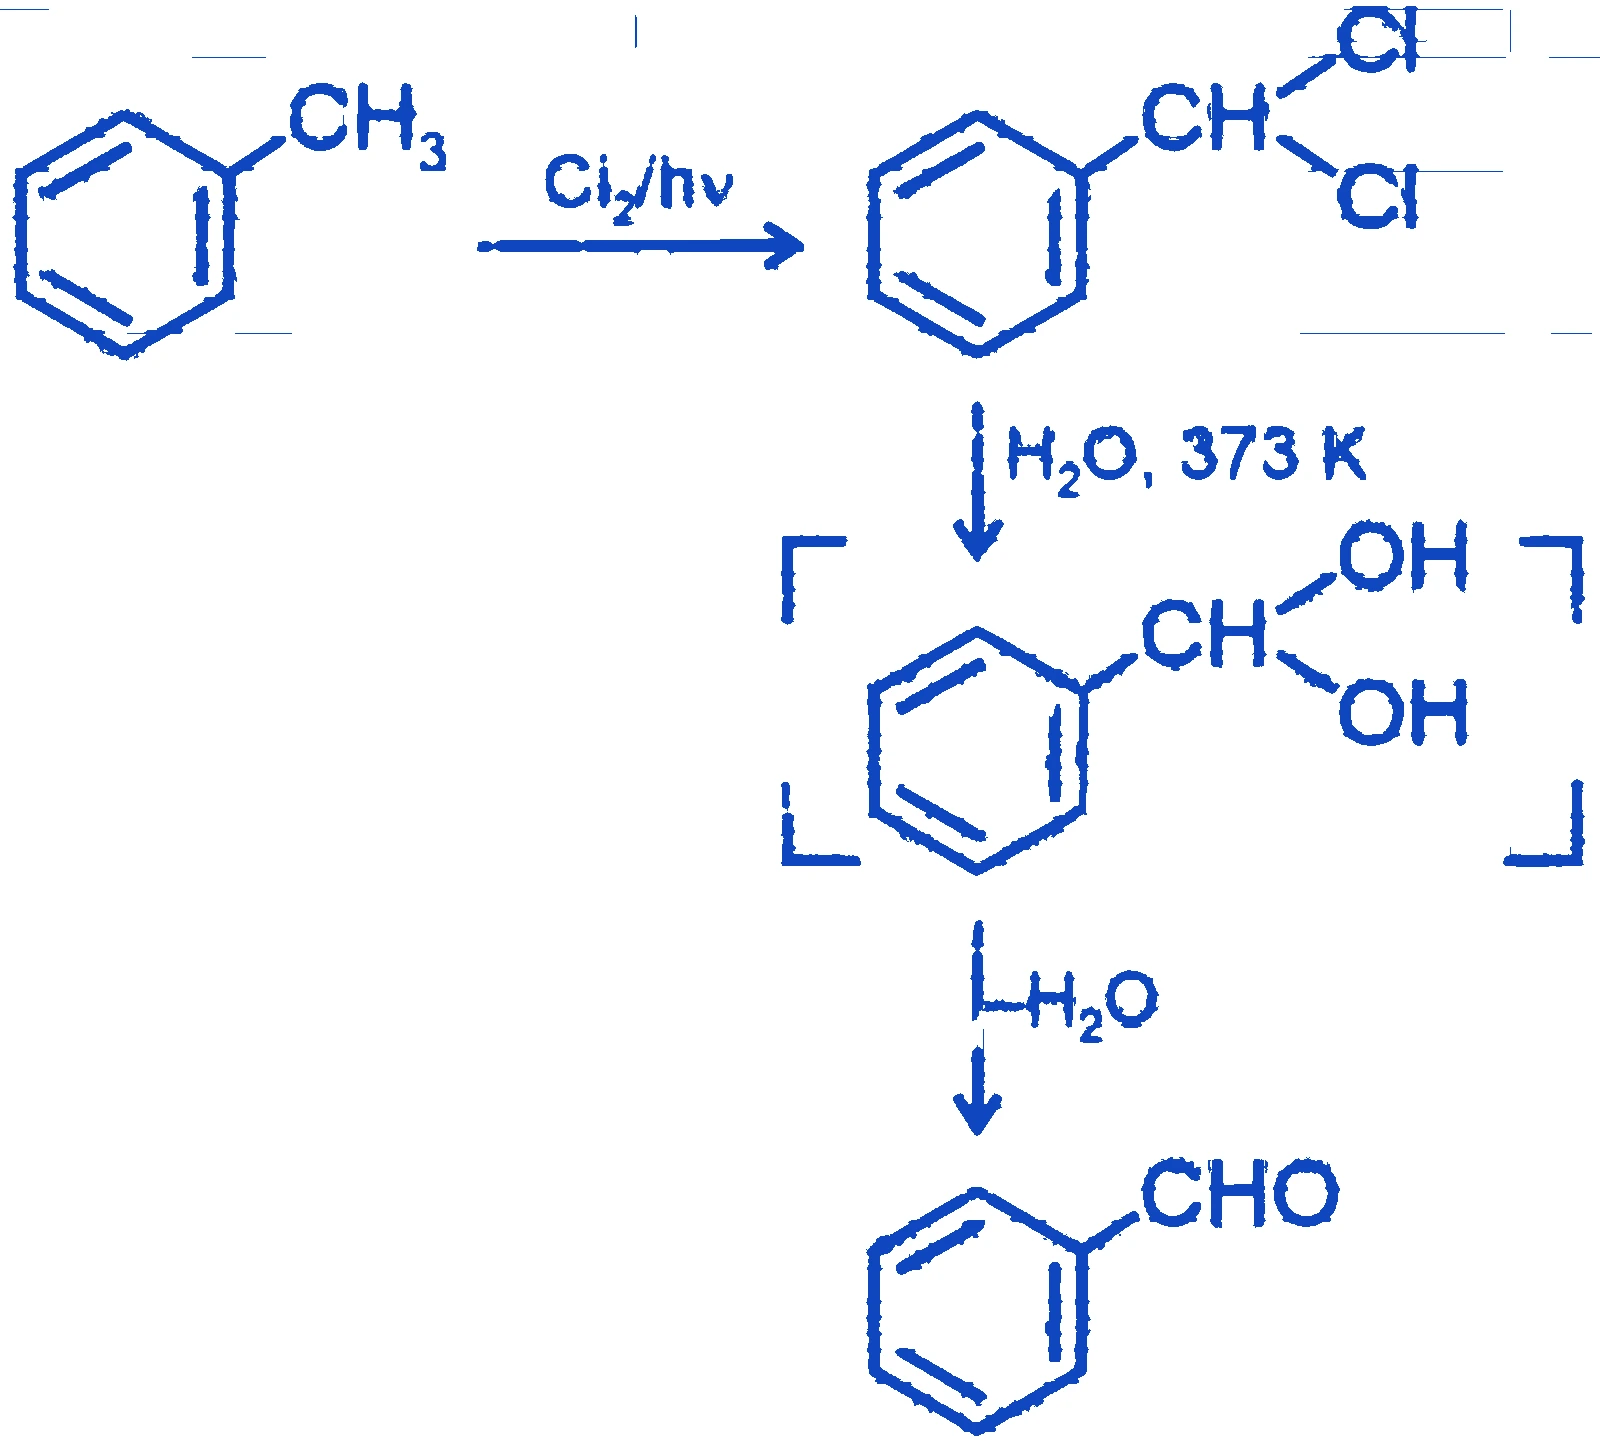 CH₃
Cl₂/hν
CH
Cl
Cl
H₂O, 373 K
CH
OH
OH
–H₂O
CHO